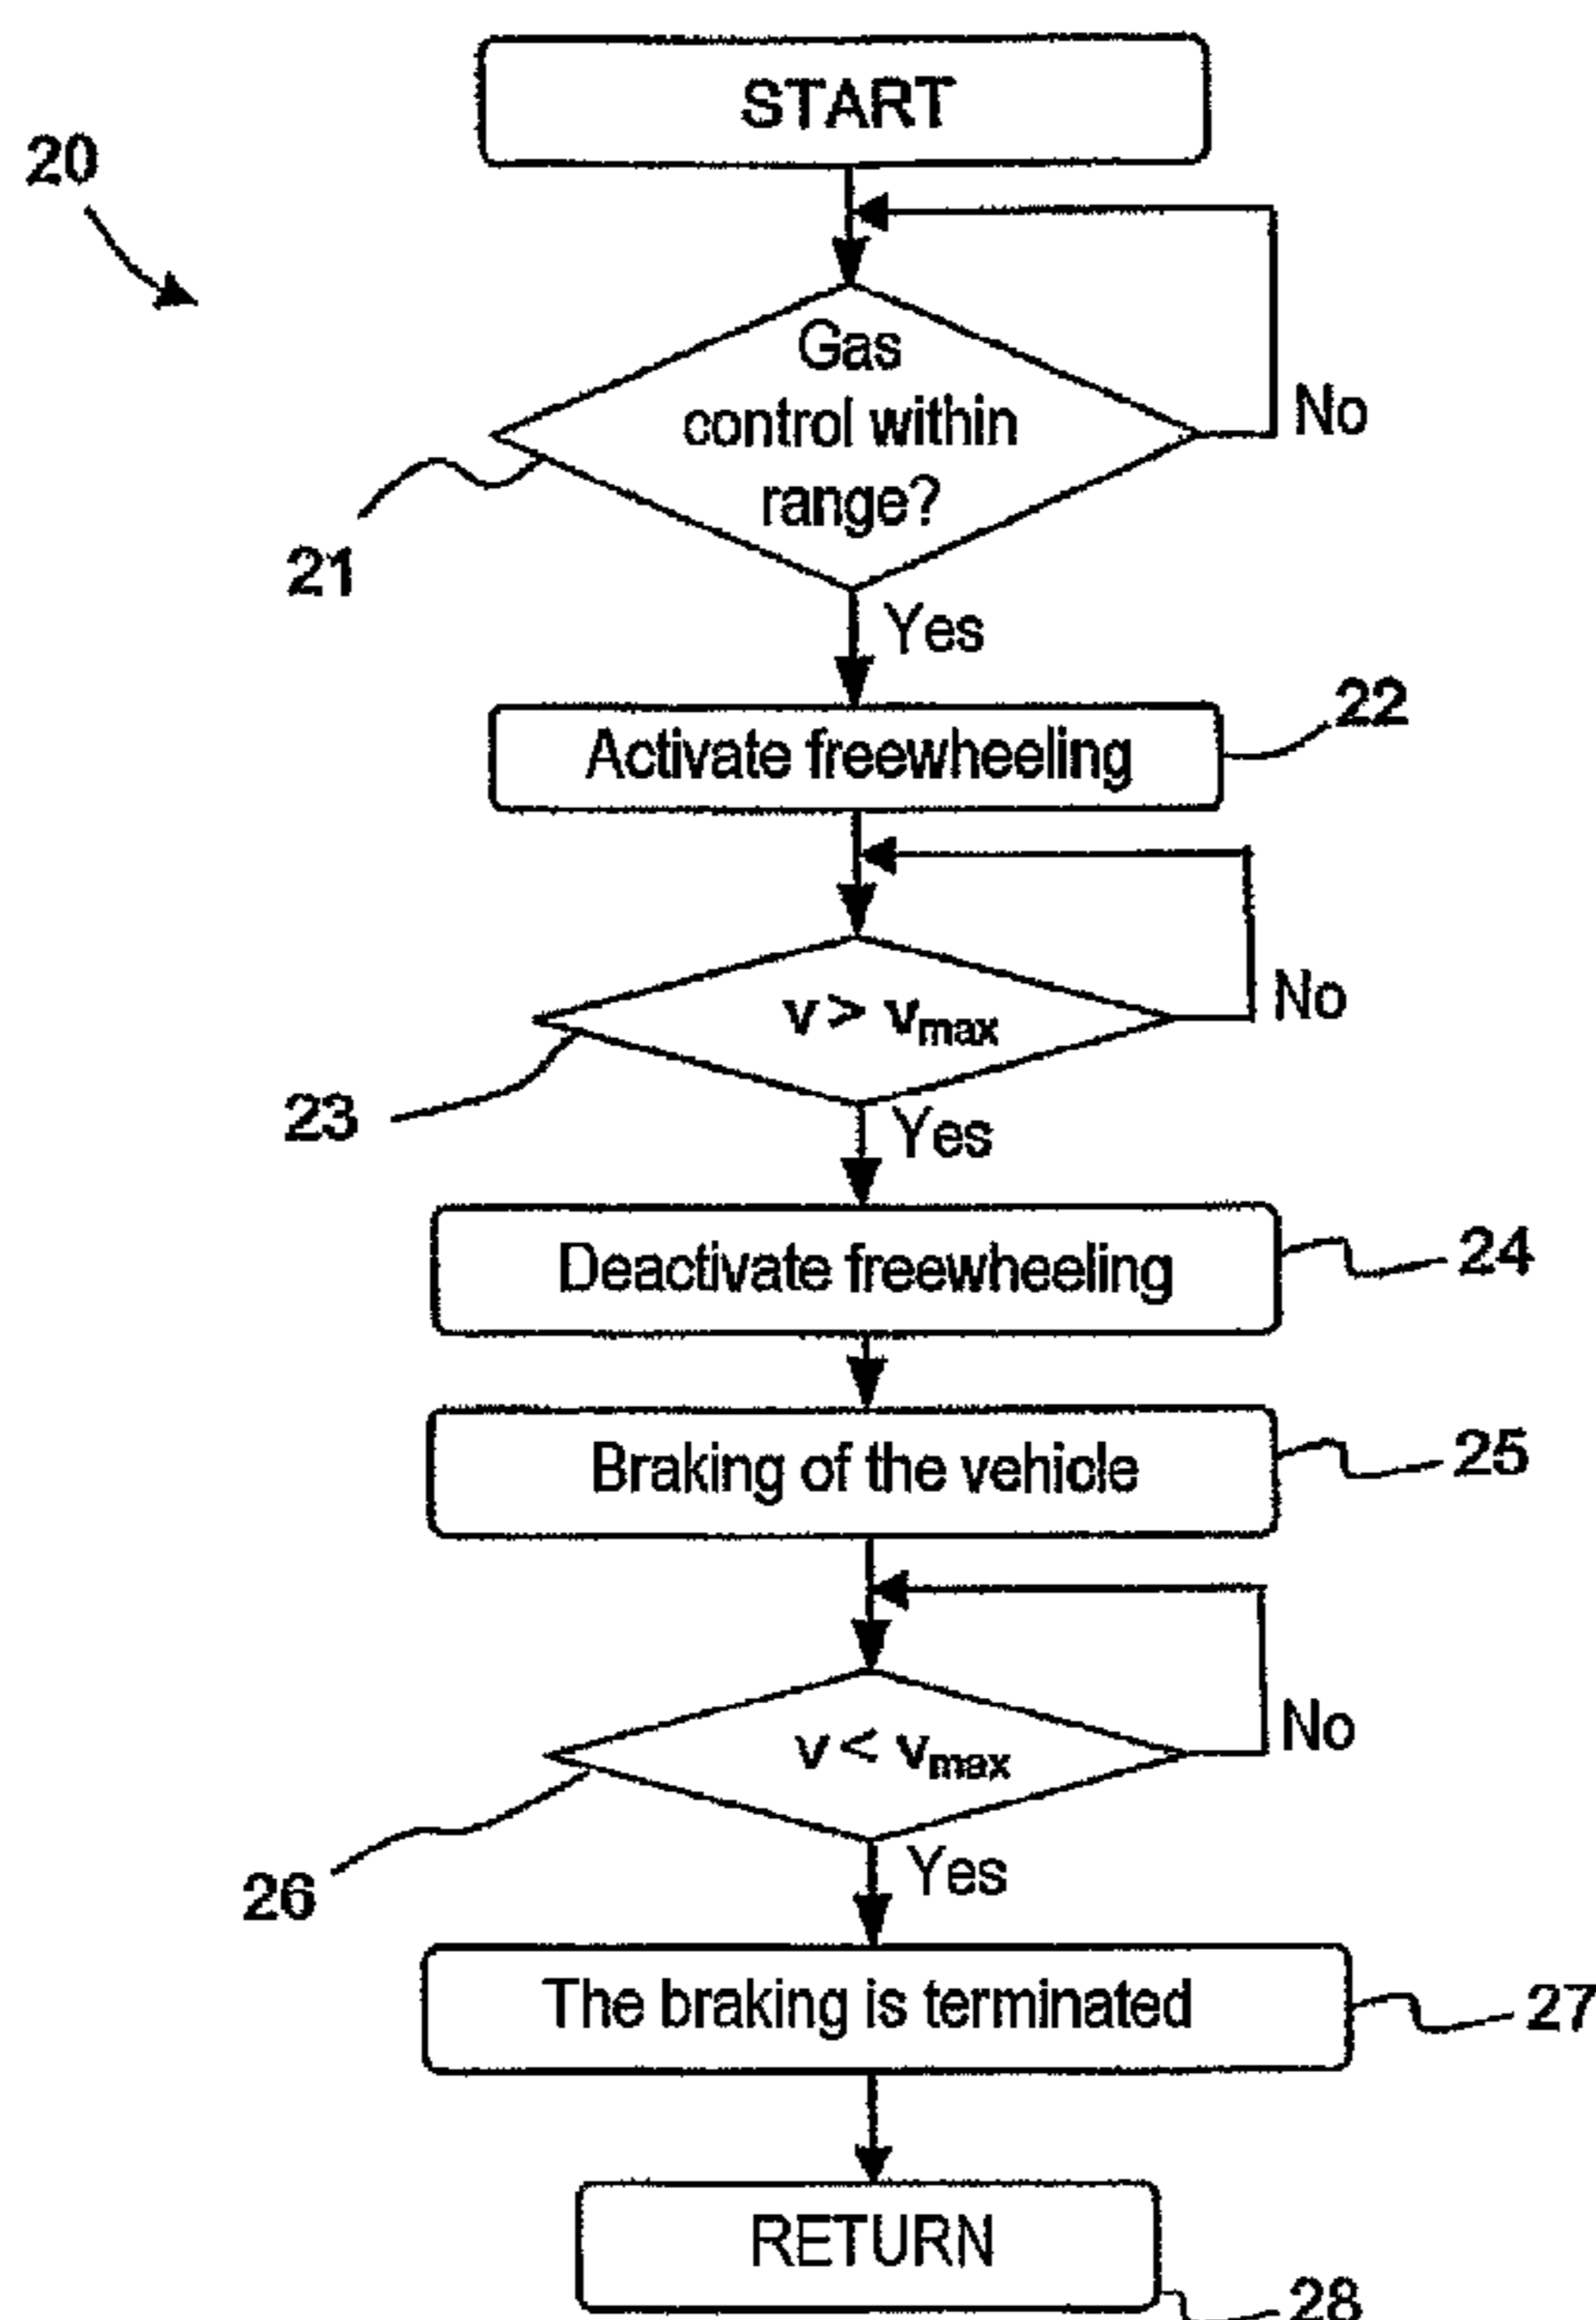 START
20
Gas
control within
range?
No
21
Yes
Activate freewheeling
22
v > vmax
No
23
Yes
Deactivate freewheeling
24
Braking of the vehicle
25
v < vmax
No
26
Yes
The braking is terminated
27
RETURN
28